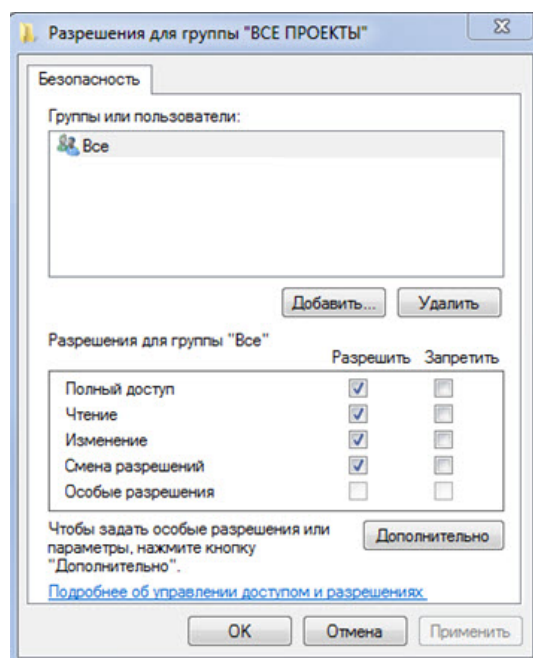 Разрешения для группы "ВСЕ ПРОЕКТЫ"
Безопасность
Группы или пользователи:
Все
Добавить... Удалить
Разрешения для группы "Все"
Разрешить Запретить
Полный доступ
Чтение
Изменение
Смена разрешений
Особые разрешения
Чтобы задать особые разрешения или
параметры, нажмите кнопку
"Дополнительно".
Дополнительно
Подробнее об управлении доступом и разрешениях
ОК Отмена Применить